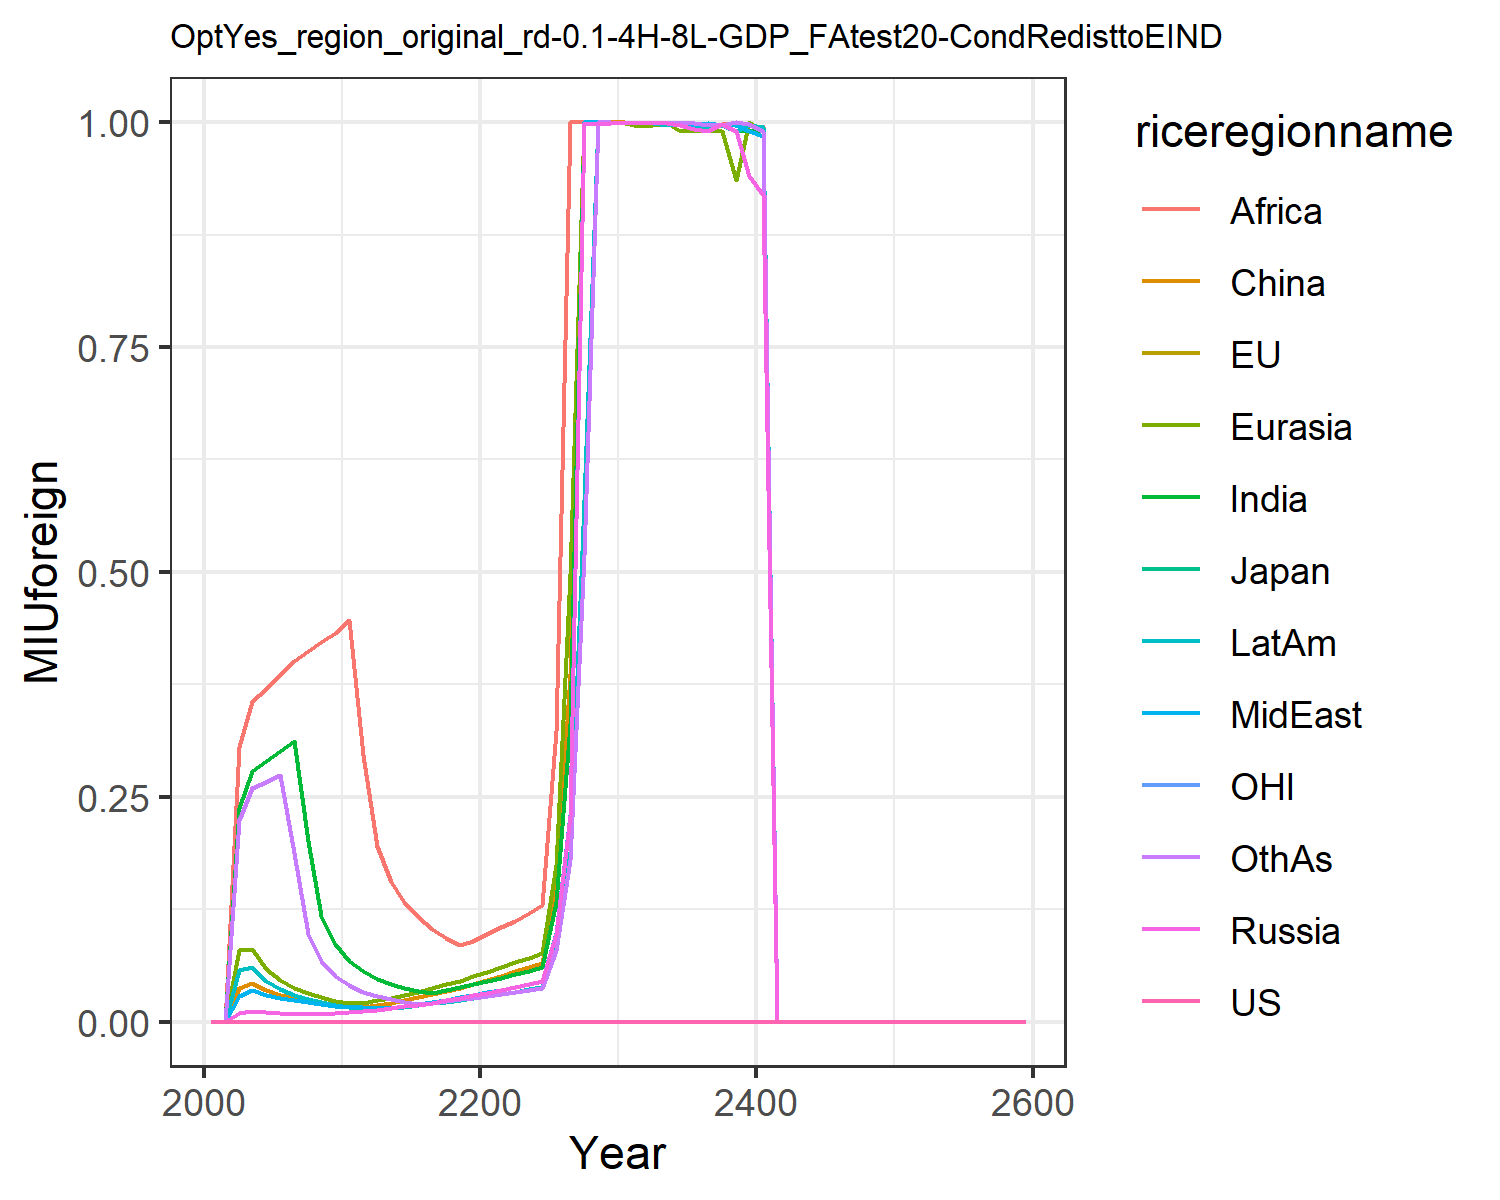 OptYes_region_original_rd-0.1-4H-8L-GDP_FAtest20-CondRedisttoEIND
1.00
0.75
0.50
0.25
0.00
MIUforeign
2000
2200
2400
2600
Year
riceregionname
Africa
China
EU
Eurasia
India
Japan
LatAm
MidEast
OHI
OthAs
Russia
US